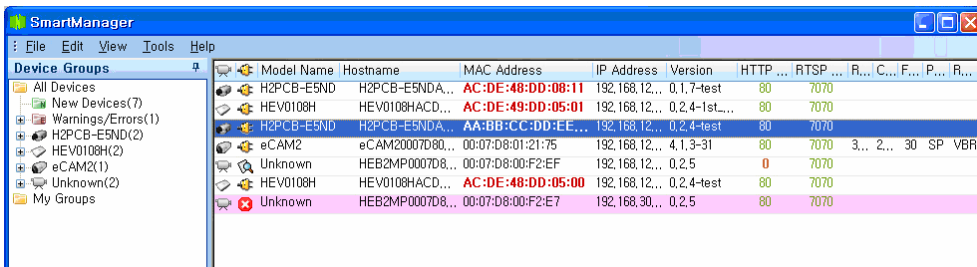 SmartManager
File Edit View Tools Help
Device Groups
All Devices
New Devices(7)
Warnings/Errors(1)
H2PCB-E5ND(2)
HEV0108H(2)
eCAM2(1)
Unknown(2)
My Groups
Model Name Hostname MAC Address IP Address Version HTTP ... RTSP ... R... C... F... P... R...
H2PCB-E5ND H2PCB-E5NDA... AC:DE:48:DD:08:11 192,168,12... 0,1,7-test 80 7070
HEV0108H HEV0108HACD... AC:DE:49:DD:05:01 192,168,12... 0,2,4-1st-... 80 7070
H2PCB-E5ND H2PCB-E5NDA... AA:BB:CC:DD:EE... 192,168,12... 0,2,4-test 80 7070
eCAM2 eCAM20007D80... 00:07:D8:01:21:75 192,168,12... 4,1,3-31 80 7070 3... 2... 30 SP VBR
Unknown HEB2MP0007D8... 00:07:D8:00:F2:EF 192,168,12... 0,2,5 0 7070
HEV0108H HEV0108HACD... AC:DE:48:DD:05:00 192,168,12... 0,2,4-test 80 7070
Unknown HEB2MP0007D8... 00:07:D8:00:F2:E7 192,168,30... 0,2,5 80 7070